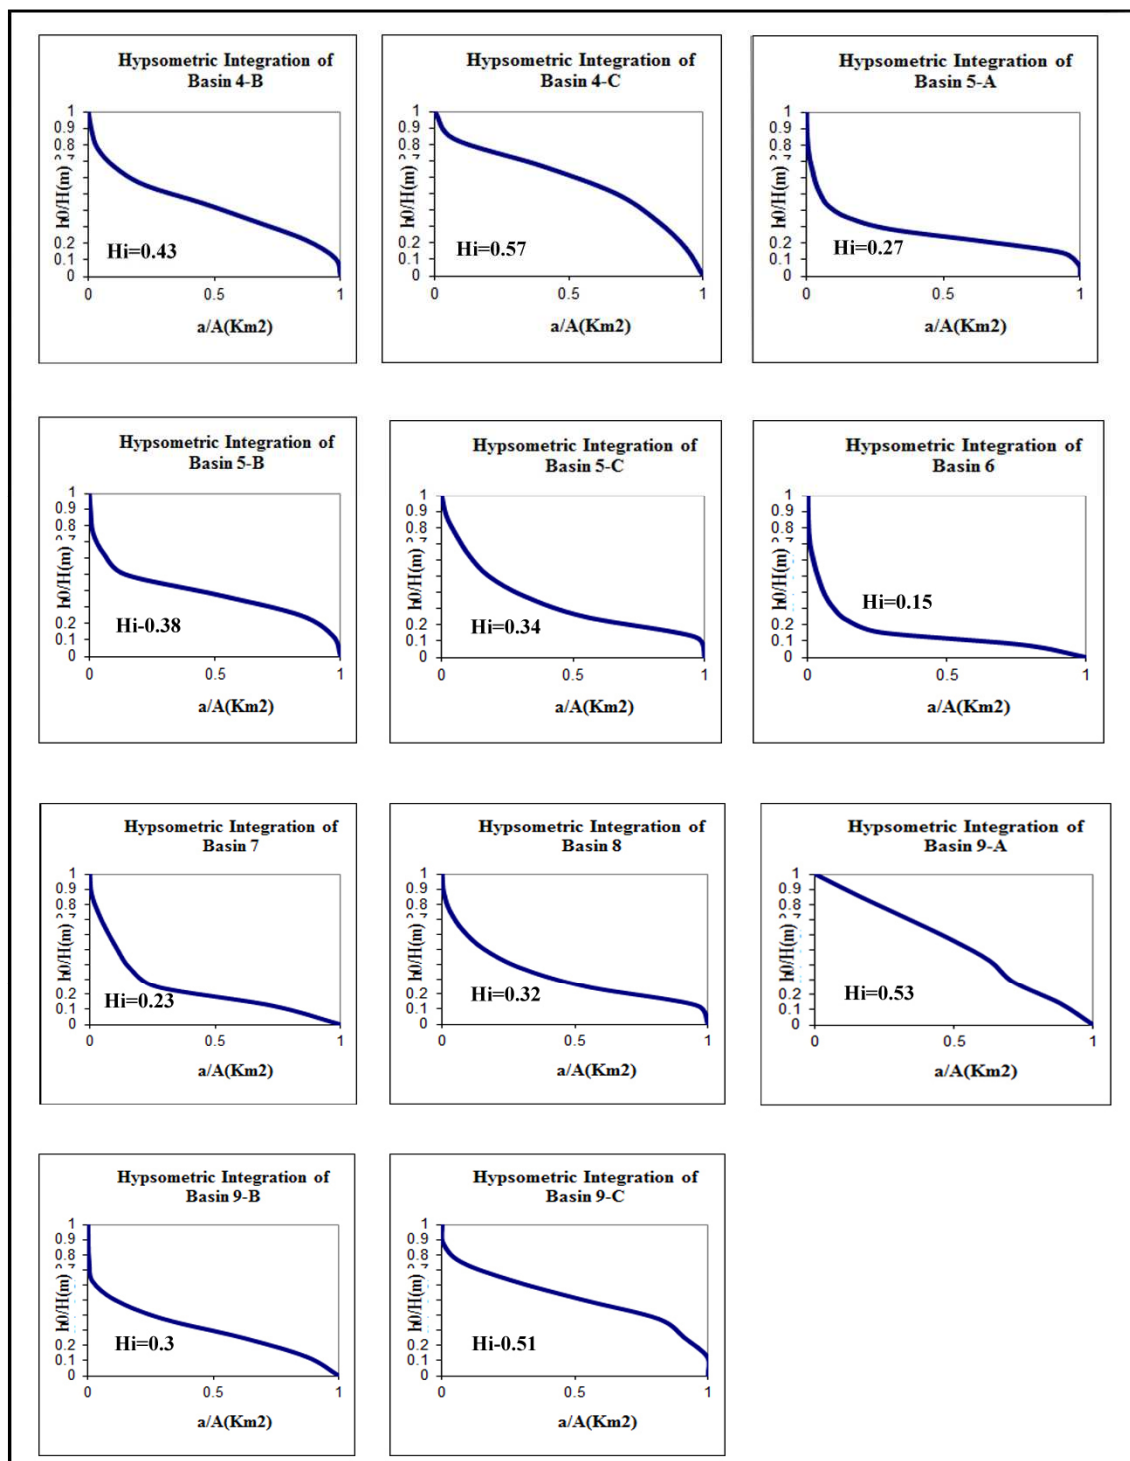 Hypsometric Integration of
Basin 4-B
1
0.9
0.8
h0/H(m)
0.2
0.1
0
Hi=0.43
0
0.5
1
a/A(Km2)
Hypsometric Integration of
Basin 4-C
1
0.9
0.8
h0/H(m)
0.2
0.1
0
Hi=0.57
0
0.5
1
a/A(Km2)
Hypsometric Integration of
Basin 5-A
1
0.9
0.8
h0/H(m)
0.2
0.1
0
Hi=0.27
0
0.5
1
a/A(Km2)
Hypsometric Integration of
Basin 5-B
1
0.9
0.8
h0/H(m)
0.2
0.1
0
Hi-0.38
0
0.5
1
a/A(Km2)
Hypsometric Integration of
Basin 5-C
1
0.9
0.8
h0/H(m)
0.2
0.1
0
Hi=0.34
0
0.5
1
a/A(Km2)
Hypsometric Integration of
Basin 6
1
0.9
0.8
h0/H(m)
0.2
0.1
0
Hi=0.15
0
0.5
1
a/A(Km2)
Hypsometric Integration of
Basin 7
1
0.9
0.8
h0/H(m)
0.2
0.1
0
Hi=0.23
0
0.5
1
a/A(Km2)
Hypsometric Integration of
Basin 8
1
0.9
0.8
h0/H(m)
0.2
0.1
0
Hi=0.32
0
0.5
1
a/A(Km2)
Hypsometric Integration of
Basin 9-A
1
0.9
0.8
h0/H(m)
0.2
0.1
0
Hi=0.53
0
0.5
1
a/A(Km2)
Hypsometric Integration of
Basin 9-B
1
0.9
0.8
h0/H(m)
0.2
0.1
0
Hi=0.3
0
0.5
1
a/A(Km2)
Hypsometric Integration of
Basin 9-C
1
0.9
0.8
h0/H(m)
0.2
0.1
0
Hi-0.51
0
0.5
1
a/A(Km2)